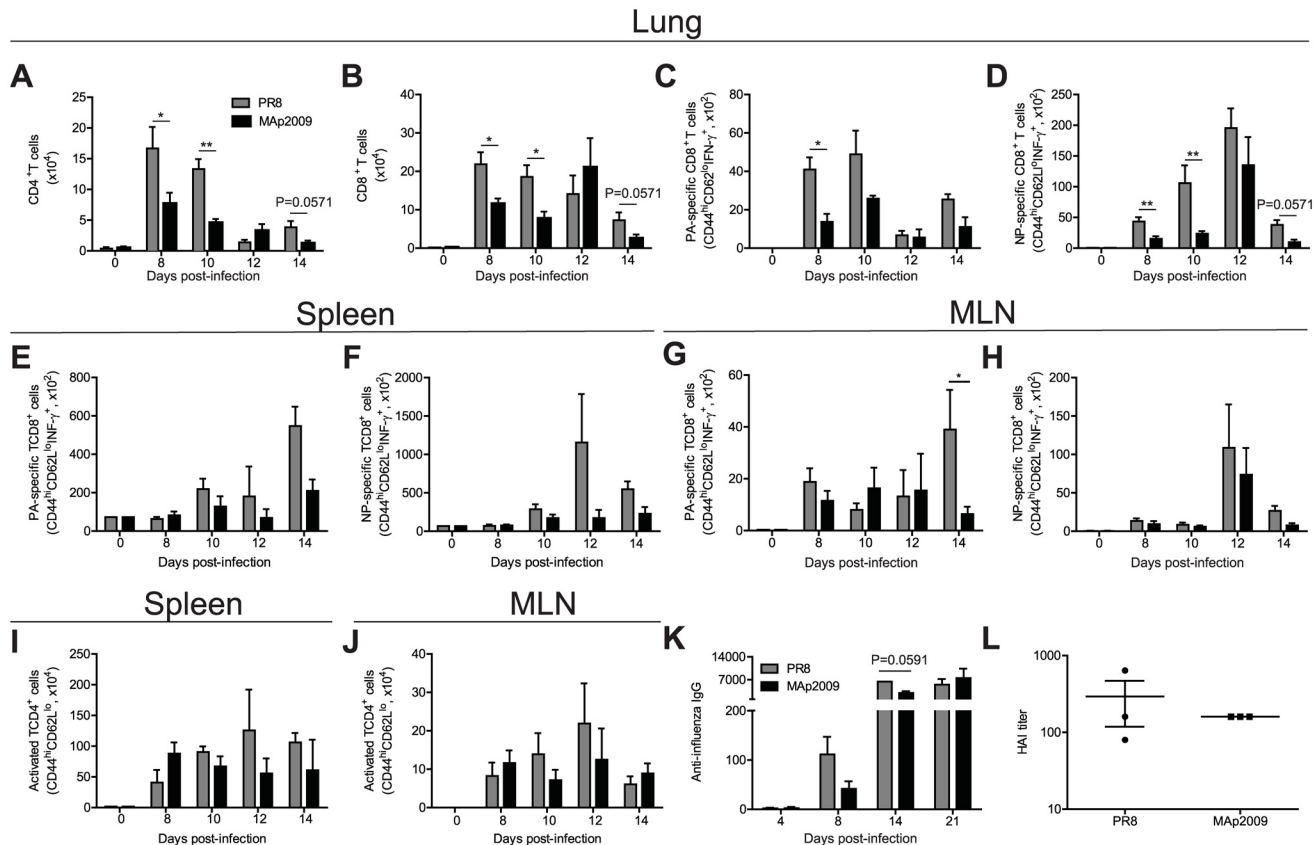 Lung
A
CD4⁺T cells
(x10⁴)
25
20
15
10
5
0
*
**
P=0.0571
PR8
MAp2009
0 8 10 12 14
Days post-infection
B
CD8⁺T cells
(x10⁴)
40
30
20
10
0
*
*
P=0.0571
0 8 10 12 14
Days post-infection
C
PA-specific CD8⁺T cells
(CD44ʰⁱCD62ˡᵒIFN-γ⁺, x10²)
80
60
40
20
0
*
0 8 10 12 14
Days post-infection
D
NP-specific CD8⁺ T cells
(CD44ʰⁱCD62LˡᵒINF-γ⁺, x10²)
250
200
150
100
50
0
**
**
P=0.0571
0 8 10 12 14
Days post-infection
Spleen
MLN
E
PA-specific TCD8⁺ cells
(CD44ʰⁱCD62LˡᵒINF-γ⁺, x10²)
800
600
400
200
0
0 8 10 12 14
Days post-infection
F
NP-specific TCD8⁺ cells
(CD44ʰⁱCD62LˡᵒINF-γ⁺, x10²)
2000
1500
1000
500
0
0 8 10 12 14
Days post-infection
G
PA-specific TCD8⁺ cells
(CD44ʰⁱCD62LˡᵒINF-γ⁺, x10²)
60
40
20
0
*
0 8 10 12 14
Days post-infection
H
NP-specific TCD8⁺ cells
(CD44ʰⁱCD62LˡᵒINF-γ⁺, x10²)
200
150
100
50
0
0 8 10 12 14
Days post-infection
Spleen
MLN
I
Activated TCD4⁺ cells
(CD44ʰⁱCD62Lˡᵒ, x10⁴)
250
200
150
100
50
0
0 8 10 12 14
Days post-infection
J
Activated TCD4⁺ cells
(CD44ʰⁱCD62Lˡᵒ, x10⁴)
40
30
20
10
0
0 8 10 12 14
Days post-infection
K
Anti-influenza IgG
14000
7000
200
100
0
PR8
MAp2009
P=0.0591
4 8 14 21
Days post-infection
L
HAI titer
1000
100
10
PR8 MAp2009